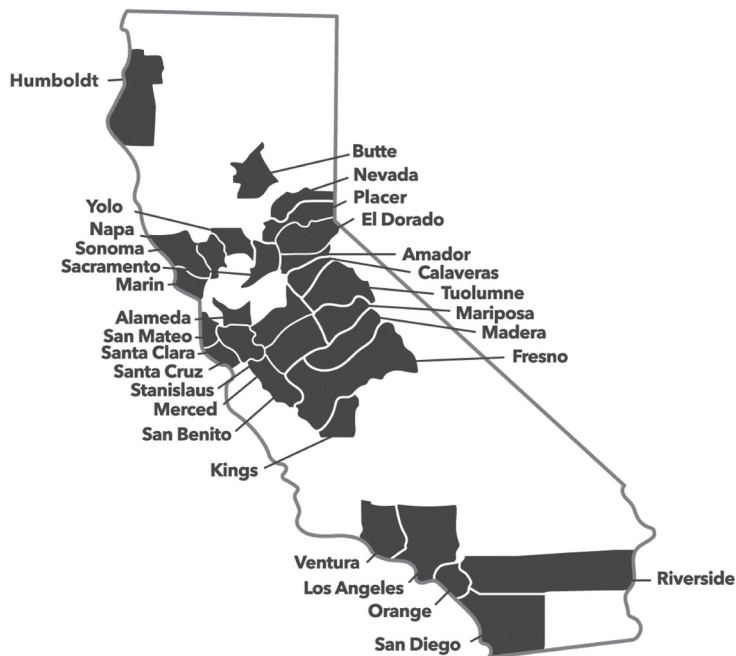 Humboldt
Butte
Nevada
Placer
El Dorado
Yolo
Napa
Sonoma
Sacramento
Marin
Amador
Calaveras
Tuolumne
Mariposa
Madera
Fresno
Alameda
San Mateo
Santa Clara
Santa Cruz
Stanislaus
Merced
San Benito
Kings
Ventura
Los Angeles
Orange
San Diego
Riverside